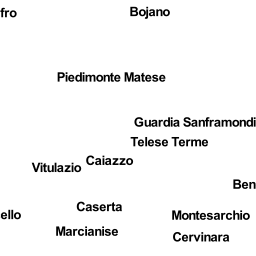 fro
Bojano
Piedimonte Matese
Guardia Sanframondi
Telese Terme
Caiazzo
Vitulazio
Ben
Caserta
ello
Montesarchio
Marcianise
Cervinara